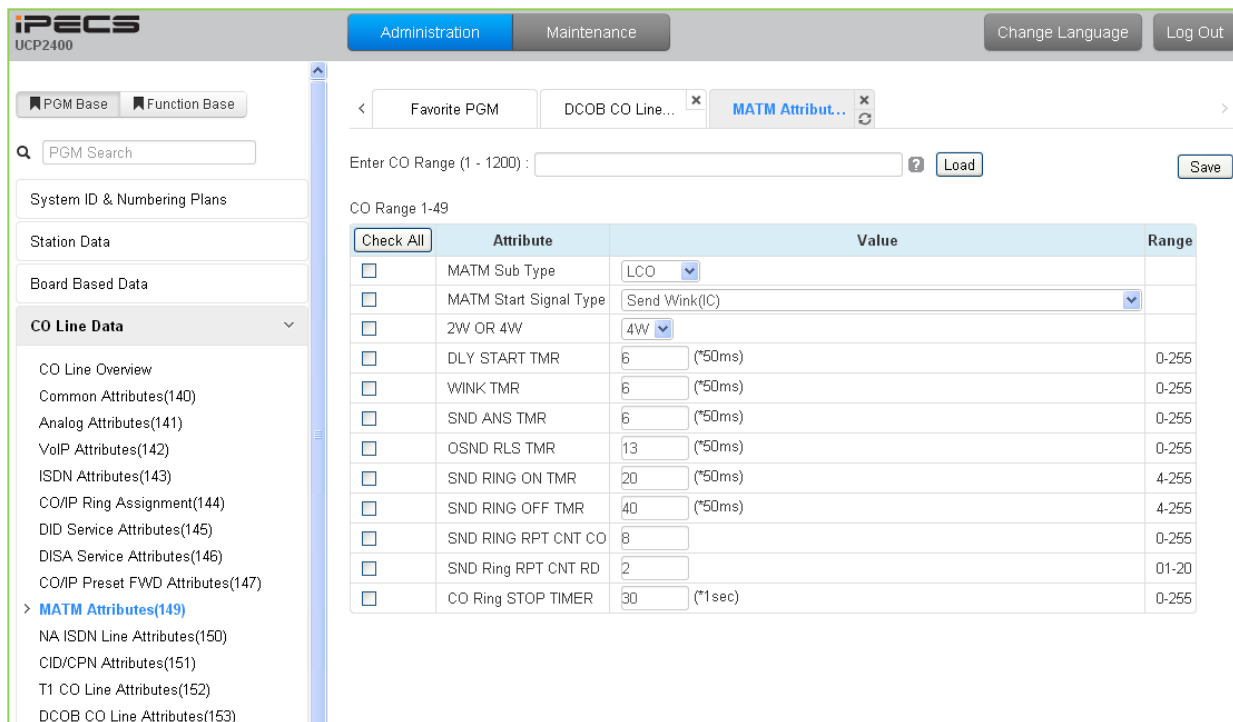 iPECS
UCP2400
Administration
Maintenance
Change Language
Log Out
PGM Base
Function Base
PGM Search
System ID & Numbering Plans
Station Data
Board Based Data
CO Line Data
CO Line Overview
Common Attributes(140)
Analog Attributes(141)
VoIP Attributes(142)
ISDN Attributes(143)
CO/IP Ring Assignment(144)
DID Service Attributes(145)
DISA Service Attributes(146)
CO/IP Preset FWD Attributes(147)
MATM Attributes(149)
NA ISDN Line Attributes(150)
CID/CPN Attributes(151)
T1 CO Line Attributes(152)
DCOB CO Line Attributes(153)
Favorite PGM
DCOB CO Line...
MATM Attribut...
Enter CO Range (1 - 1200) :
? Load
Save
CO Range 1-49
Check All Attribute Value Range
MATM Sub Type LCO
MATM Start Signal Type Send Wink(IC)
2W OR 4W 4W
DLY START TMR 6 (*50ms) 0-255
WINK TMR 6 (*50ms) 0-255
SND ANS TMR 6 (*50ms) 0-255
OSND RLS TMR 13 (*50ms) 0-255
SND RING ON TMR 20 (*50ms) 4-255
SND RING OFF TMR 40 (*50ms) 4-255
SND RING RPT CNT CO 8 0-255
SND Ring RPT CNT RD 2 01-20
CO Ring STOP TIMER 30 (*1sec) 0-255